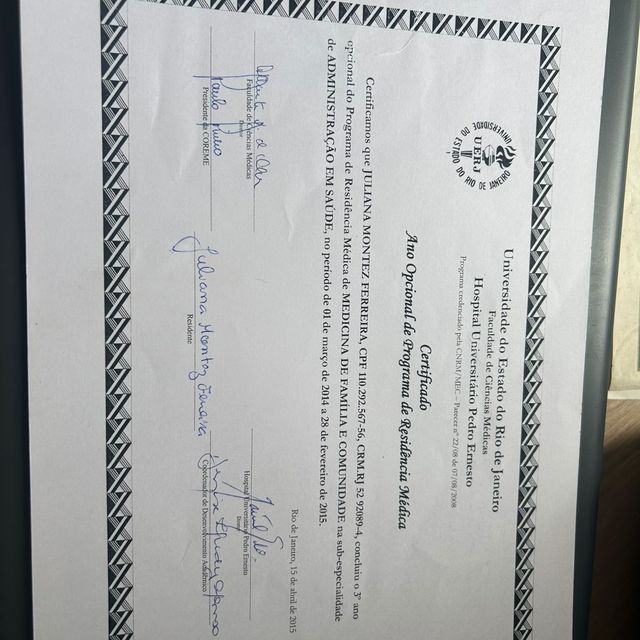 UNIVERSIDADE DO ESTADO DO RIO DE JANEIRO
UERJ
Universidade do Estado do Rio de Janeiro
Faculdade de Ciências Médicas
Hospital Universitário Pedro Ernesto
Programa credenciado pela CNRM/MEC – Parecer nº 22/08 de 07/08/2008
Certificado
Ano Opcional de Programa de Residência Médica
Certificamos que JULIANA MONTEZ FERREIRA, CPF 110.292.567-56, CRM.RJ 52 92089-4, concluiu o 3º ano
opcional do Programa de Residência Médica de MEDICINA DE FAMÍLIA E COMUNIDADE na sub-especialidade
de ADMINISTRAÇÃO EM SAÚDE, no período de 01 de março de 2014 a 28 de fevereiro de 2015.
Rio de Janeiro, 15 de abril de 2015
Faculdade de Ciências Médicas
Diretor
Hospital Universitário Pedro Ernesto
Diretor
Presidente da COREME
Coordenador de Desenvolvimento Acadêmico
Juliana Montez Ferreira
Residente